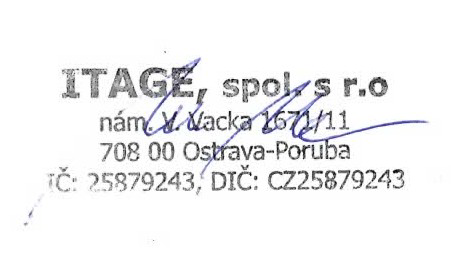 ITAGE, spol. s r.o
nám. V. Vacka 1671/11
708 00 Ostrava-Poruba
IČ: 25879243, DIČ: CZ25879243